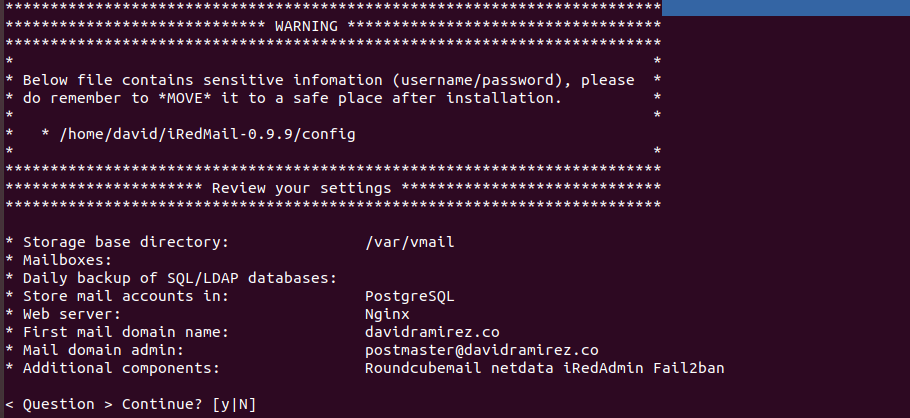 *************************************************************************
***************************** WARNING ***********************************
*************************************************************************
* *
* Below file contains sensitive infomation (username/password), please *
* do remember to *MOVE* it to a safe place after installation. *
* *
* * /home/david/iRedMail-0.9.9/config
* *
*************************************************************************
********************** Review your settings *****************************
*************************************************************************
* Storage base directory: /var/vmail
* Mailboxes:
* Daily backup of SQL/LDAP databases:
* Store mail accounts in: PostgreSQL
* Web server: Nginx
* First mail domain name: davidramirez.co
* Mail domain admin: postmaster@davidramirez.co
* Additional components: Roundcubemail netdata iRedAdmin Fail2ban
< Question > Continue? [y|N]